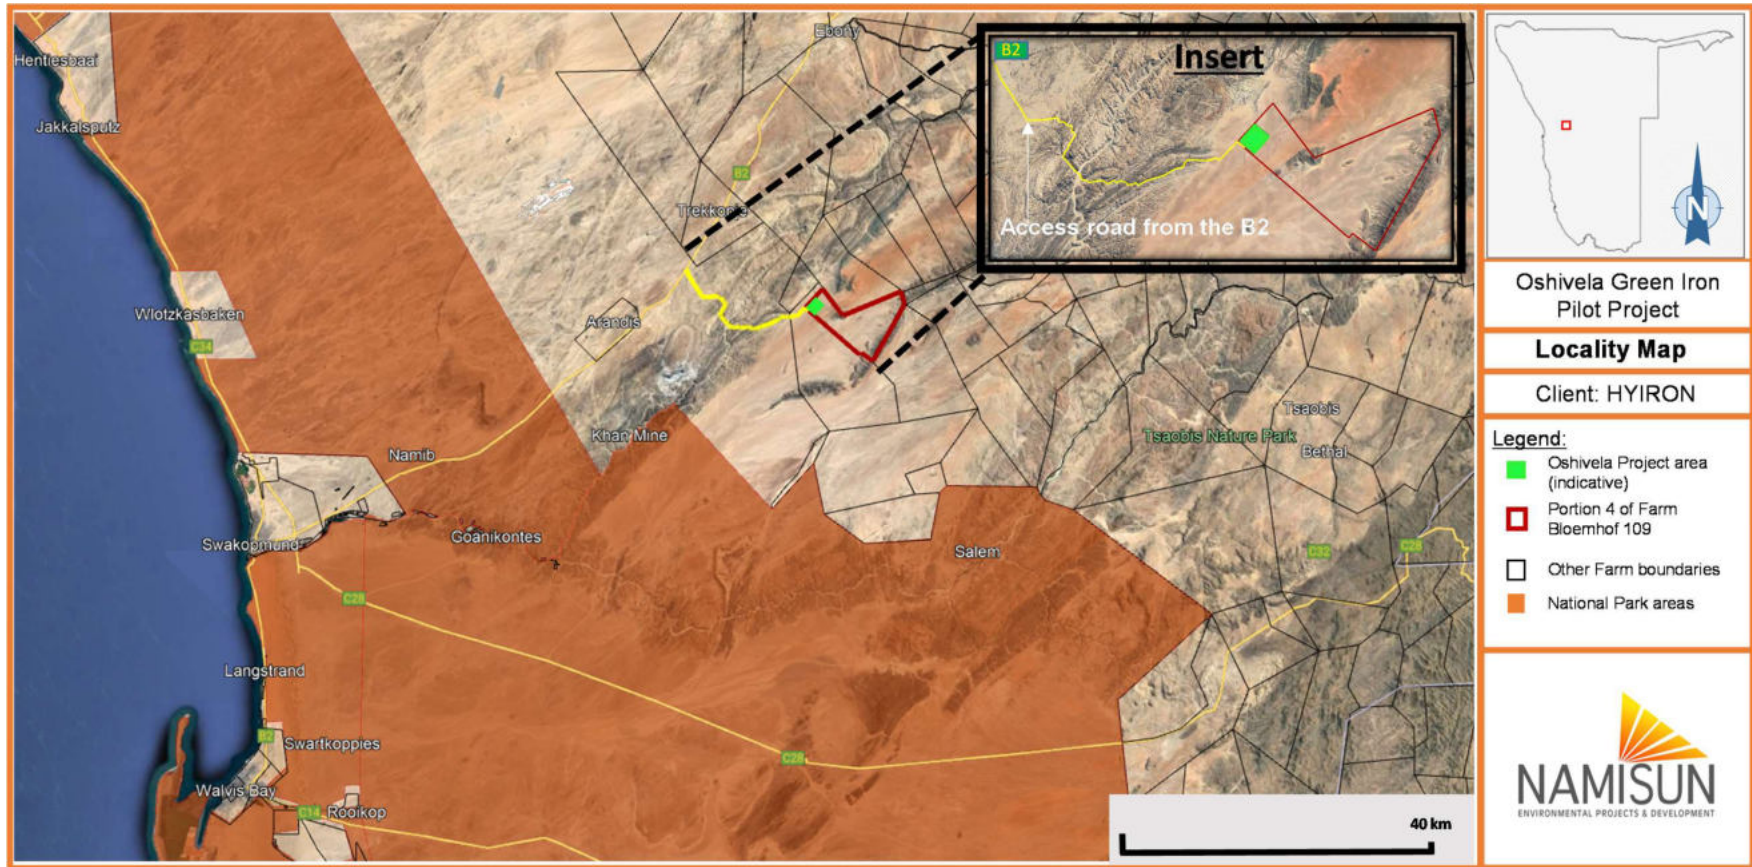 Hentiesbaai
Jakkalsputz
Wlotzkasbaken
C34
Ebony
B2
Trekkopje
Arandis
Khan Mine
Namib
Goanikontes
Swakopmund
C28
Salem
Tsaobis
Tsaobis Nature Park
Bethal
C32
C28
Langstrand
B2
Swartkoppies
Walvis Bay
C14
Rooikop
C28
40 km
B2
Insert
Access road from the B2
N
Oshivela Green Iron
Pilot Project
Locality Map
Client: HYIRON
Legend:
Oshivela Project area
(indicative)
Portion 4 of Farm
Bloemhof 109
Other Farm boundaries
National Park areas
NAMISUN
ENVIRONMENTAL PROJECTS & DEVELOPMENT